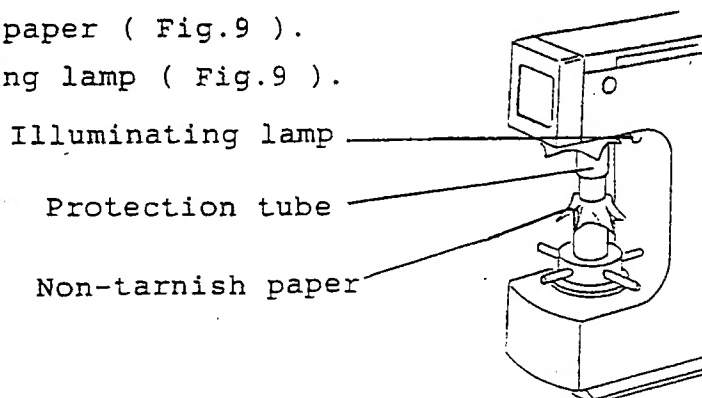 paper ( Fig.9 ).
ng lamp ( Fig.9 ).
Illuminating lamp
Protection tube
Non-tarnish paper